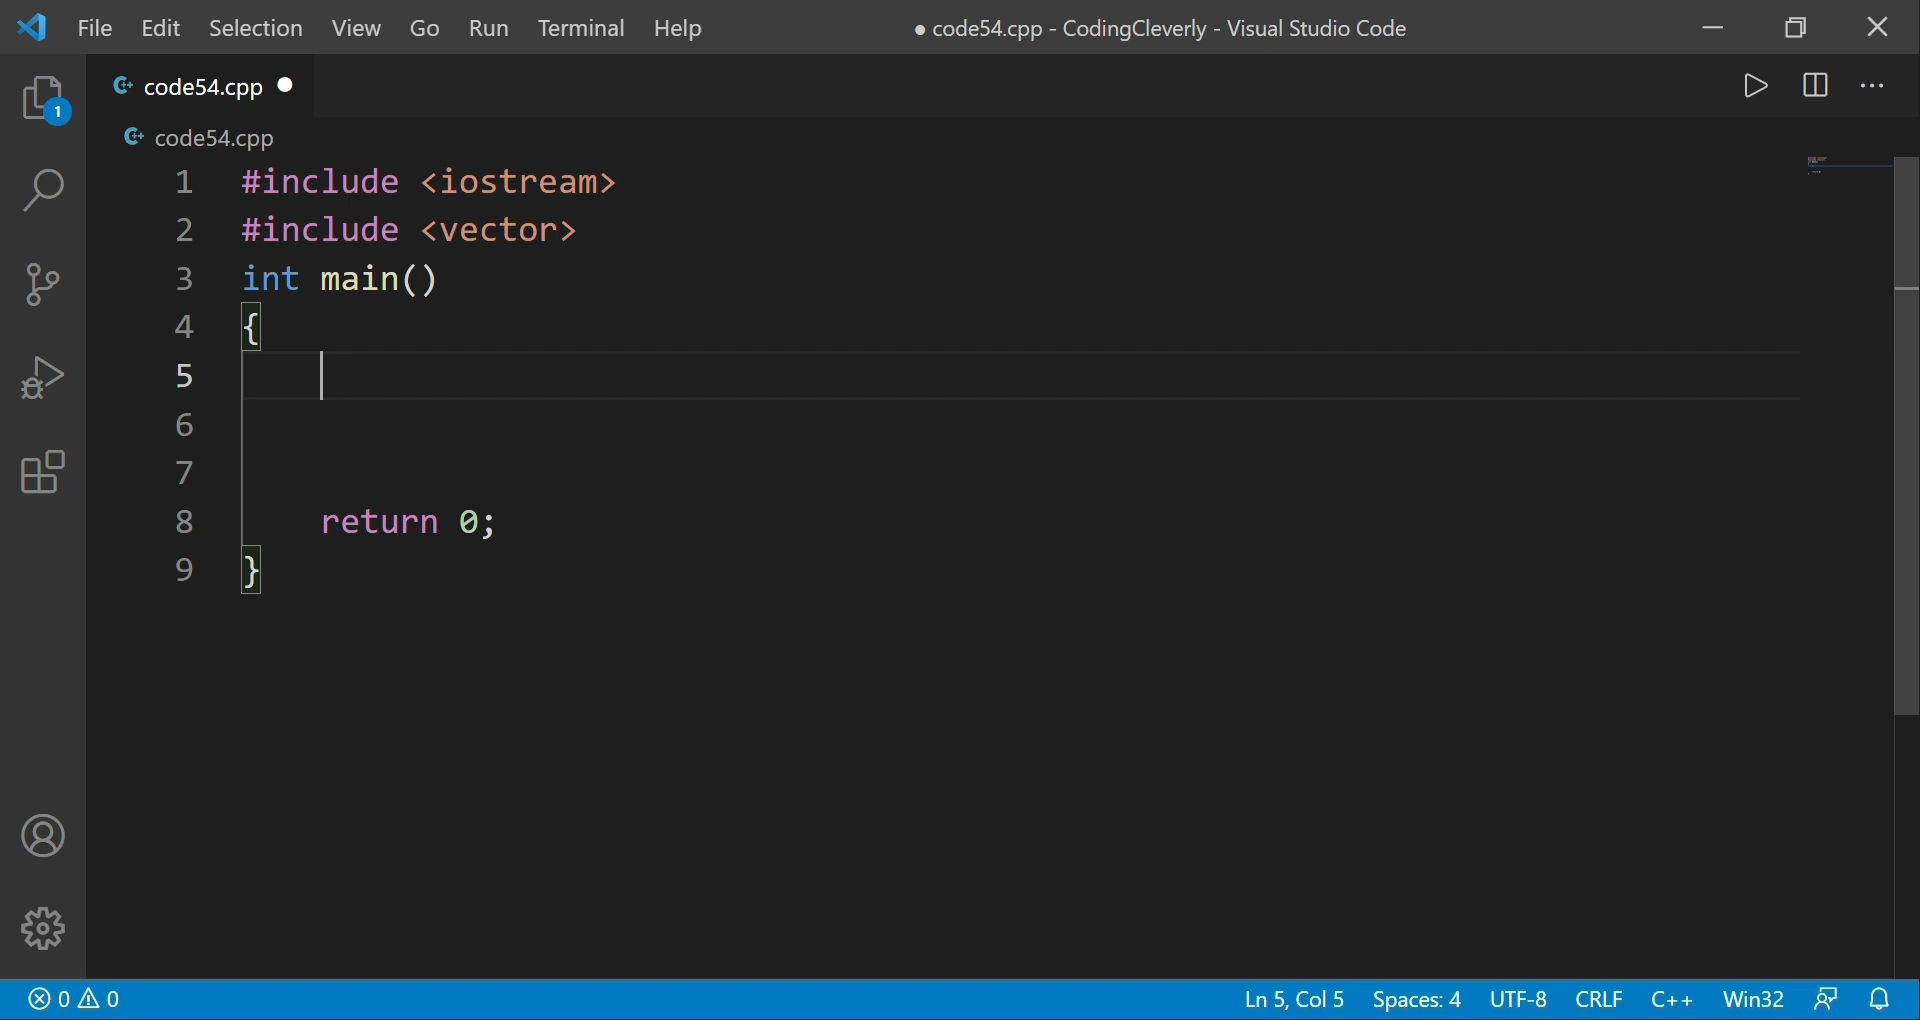 File Edit Selection View Go Run Terminal Help ● code54.cpp - CodingCleverly - Visual Studio Code
code54.cpp ●
1
code54.cpp
1 #include <iostream>
2 #include <vector>
3 int main()
4 {
5
6
7
8     return 0;
9 }
0 0 Ln 5, Col 5 Spaces: 4 UTF-8 CRLF C++ Win32